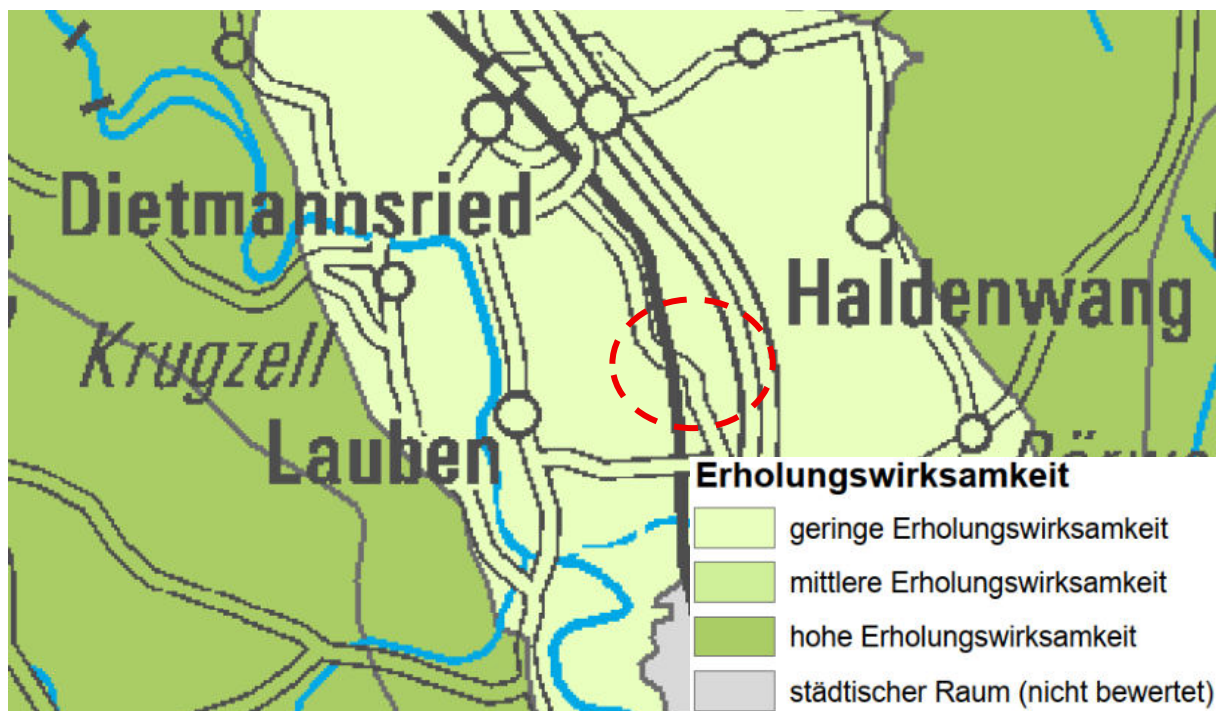 Dietmannsried
Haldenwang
Krugzell
Lauben
Erholungswirksamkeit
geringe Erholungswirksamkeit
mittlere Erholungswirksamkeit
hohe Erholungswirksamkeit
städtischer Raum (nicht bewertet)